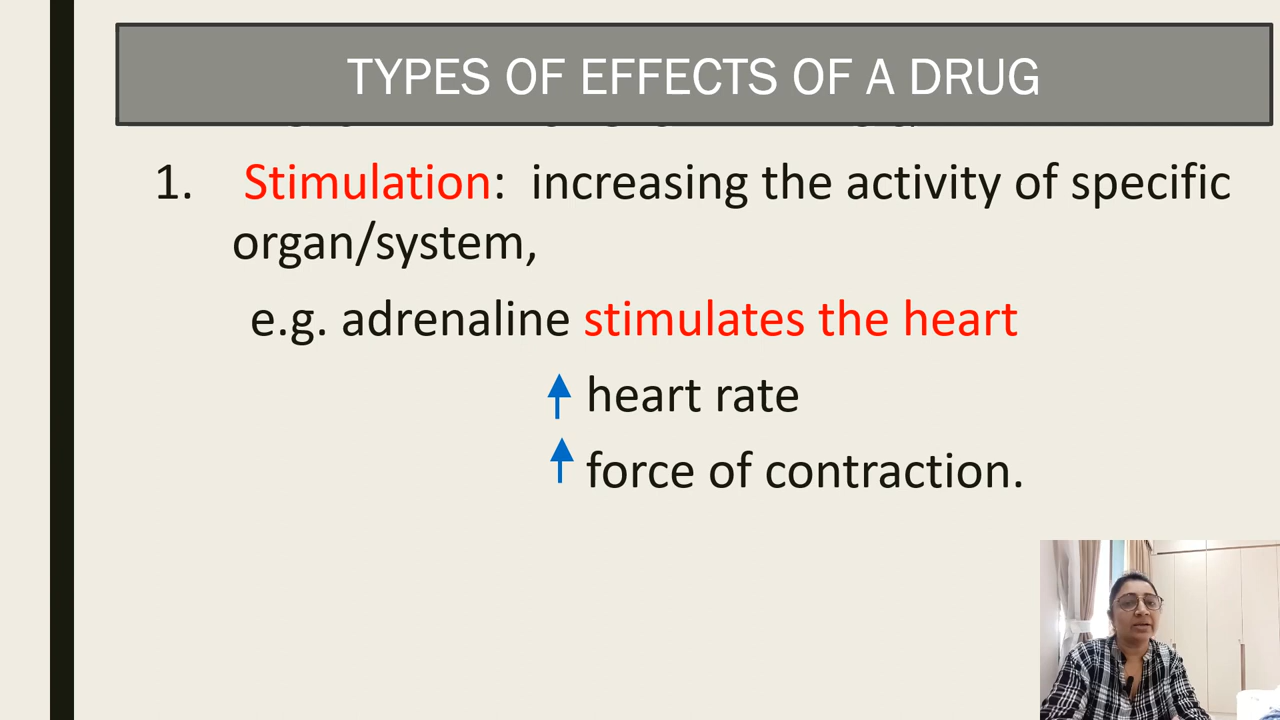 TYPES OF EFFECTS OF A DRUG
1. Stimulation: increasing the activity of specific
organ/system,
e.g. adrenaline stimulates the heart
heart rate
force of contraction.